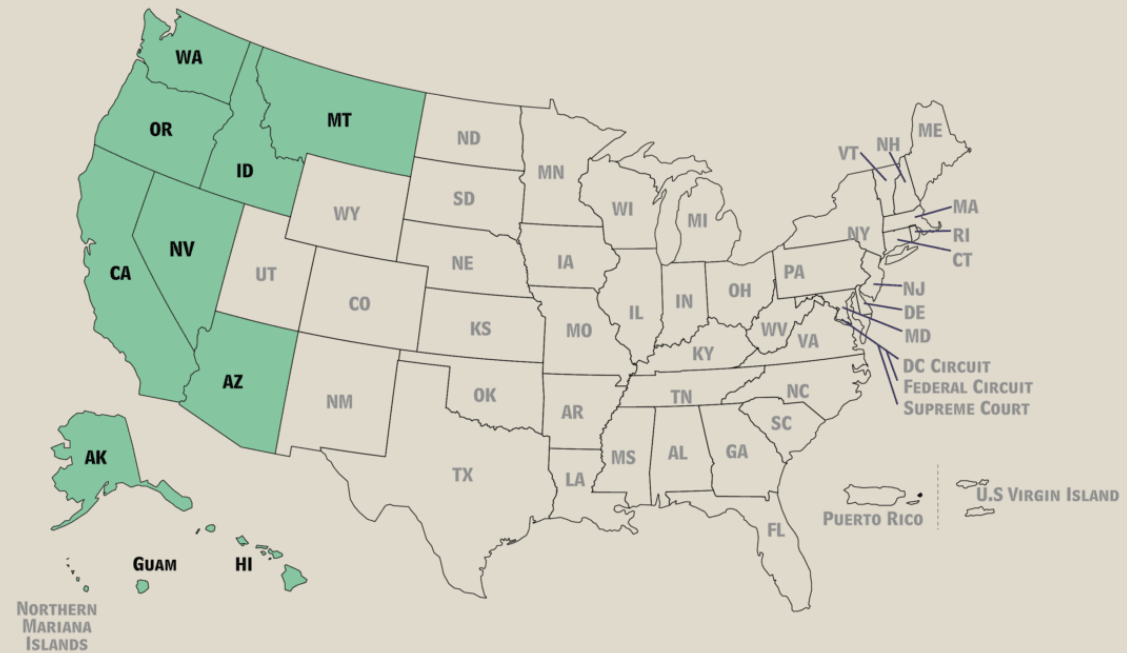 WA
MT
OR
ID
ND
MN
SD
WY
WI
MI
VT
NH
ME
MA
NY
RI
CT
CA
NV
UT
CO
NE
IA
IL
IN
OH
PA
NJ
DE
MD
KS
MO
WV
VA
KY
DC CIRCUIT
FEDERAL CIRCUIT
SUPREME COURT
AZ
NM
OK
AR
TN
NC
SC
TX
LA
MS
AL
GA
FL
AK
HI
GUAM
NORTHERN
MARIANA
ISLANDS
PUERTO RICO
U.S VIRGIN ISLAND